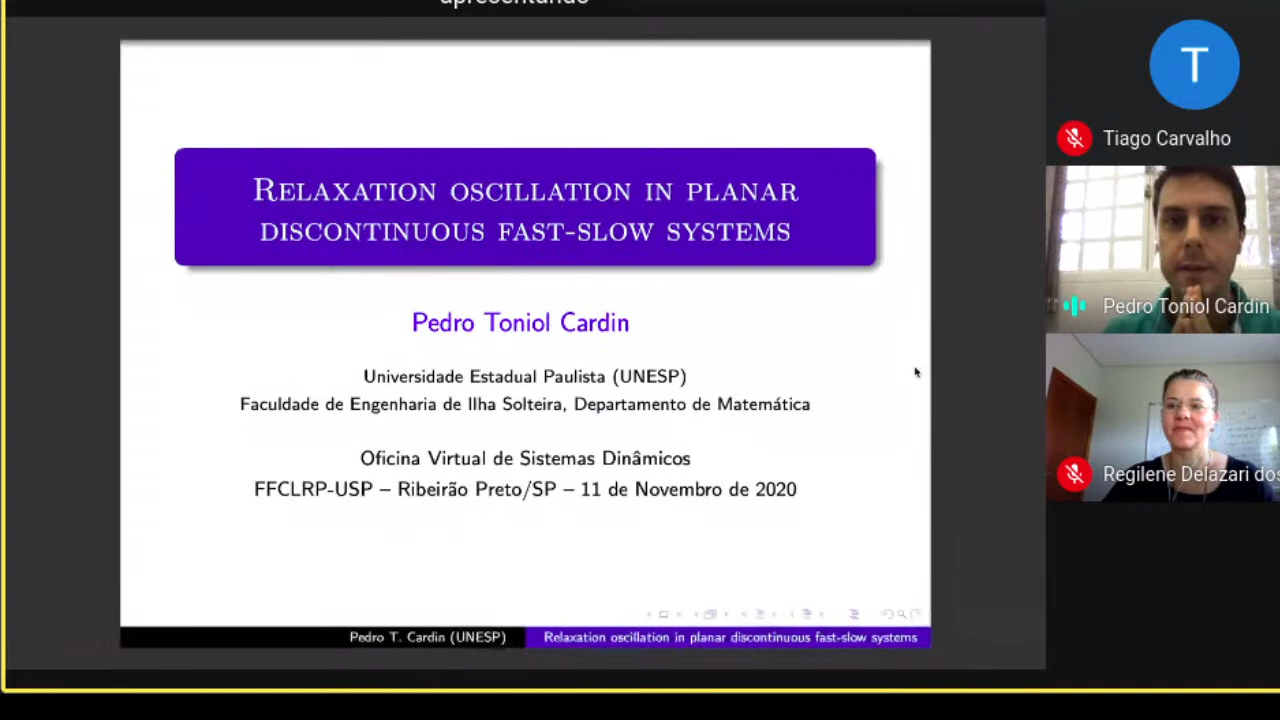 apresentando
RELAXATION OSCILLATION IN PLANAR
DISCONTINUOUS FAST-SLOW SYSTEMS
Pedro Toniol Cardin
Universidade Estadual Paulista (UNESP)
Faculdade de Engenharia de Ilha Solteira, Departamento de Matemática
Oficina Virtual de Sistemas Dinâmicos
FFCLRP-USP – Ribeirão Preto/SP – 11 de Novembro de 2020
Pedro T. Cardin (UNESP)
Relaxation oscillation in planar discontinuous fast-slow systems
T
Tiago Carvalho
Pedro Toniol Cardin
Regilene Delazari dos